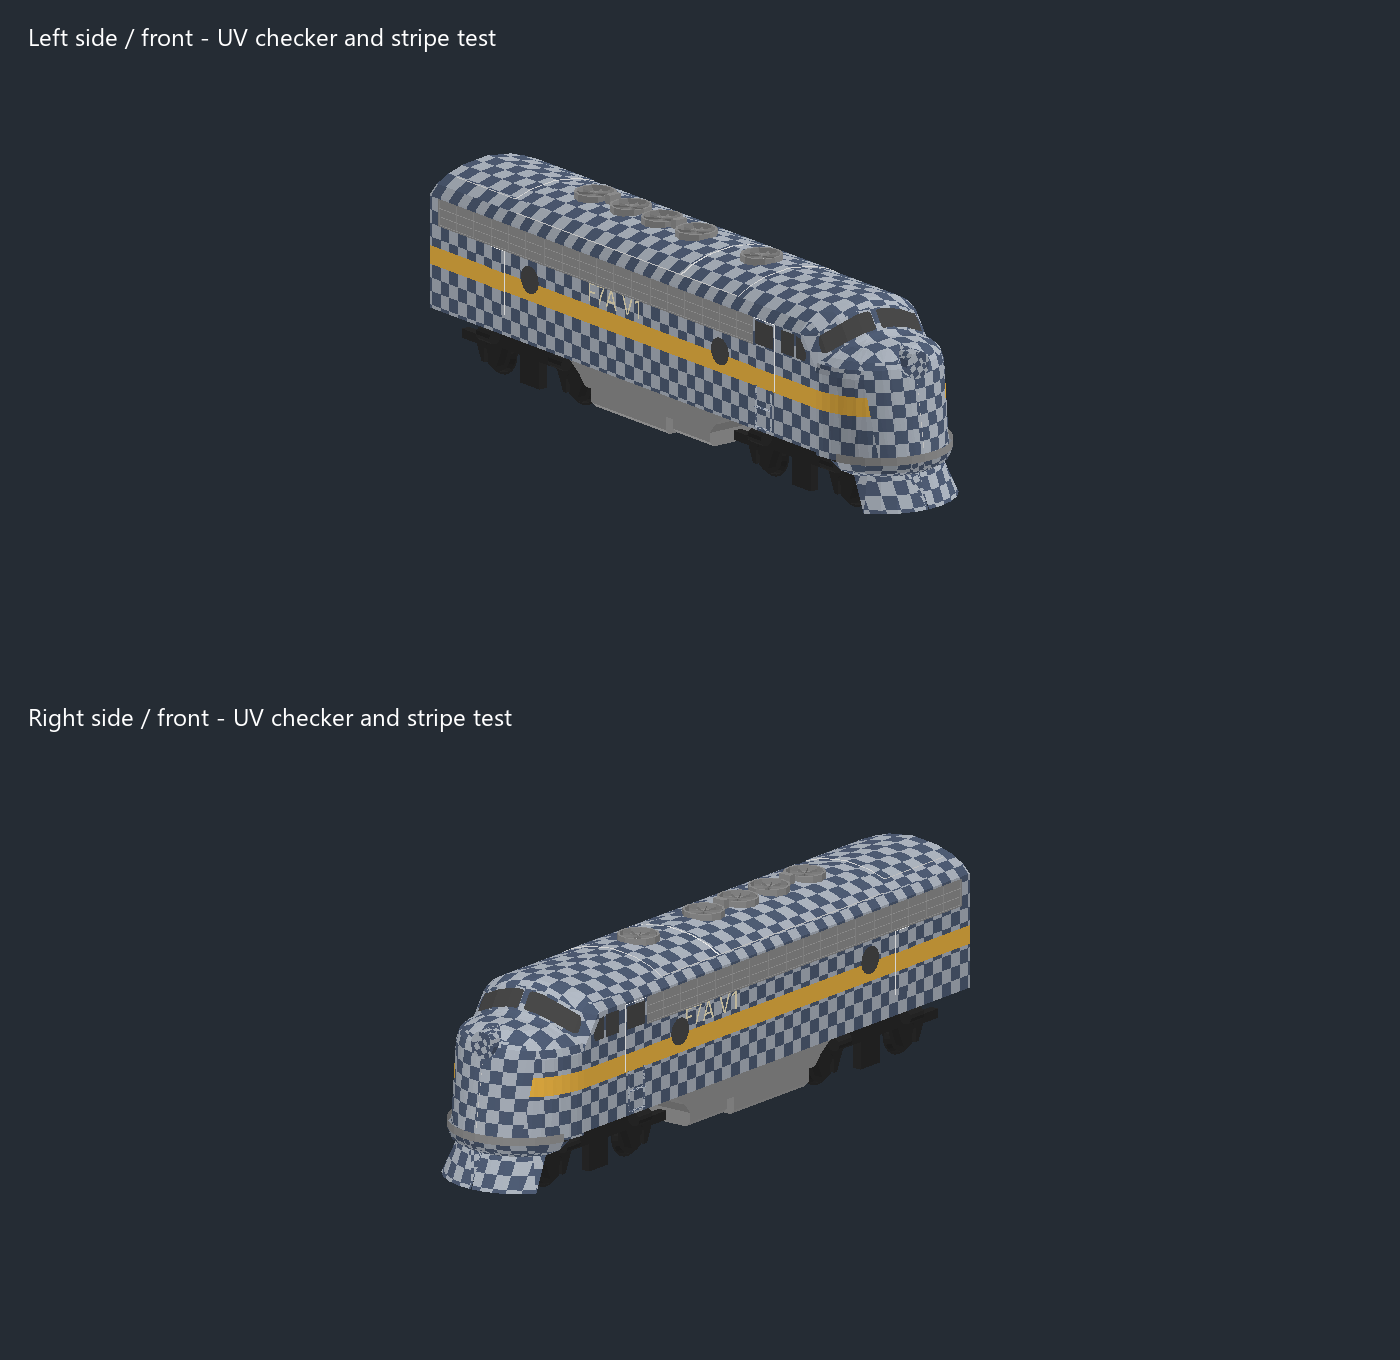 Left side / front - UV checker and stripe test
Right side / front - UV checker and stripe test